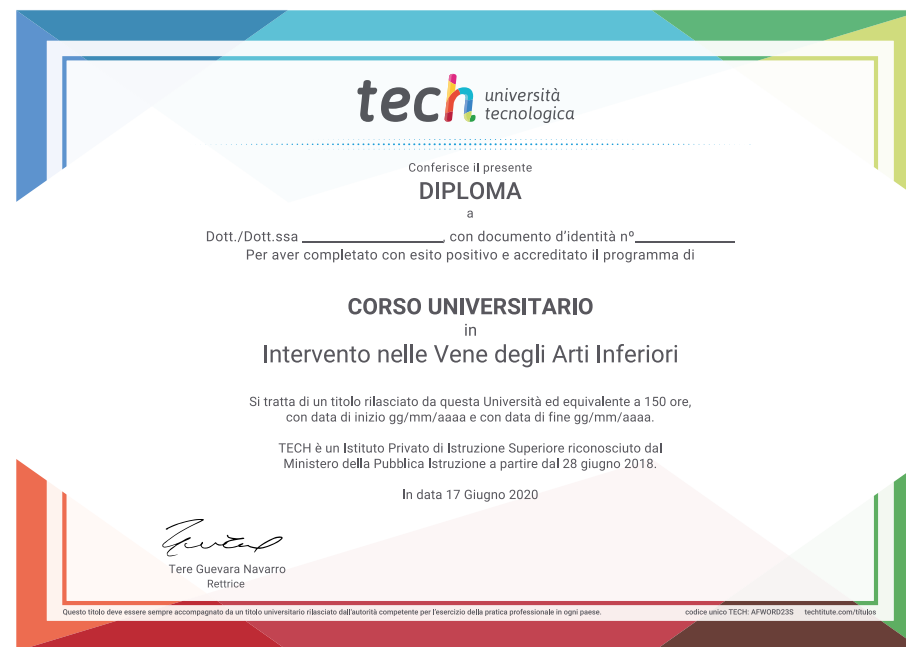 tech università
tecnologica
Conferisce il presente
DIPLOMA
a
Dott./Dott.ssa ____________________, con documento d'identità nº______________
Per aver completato con esito positivo e accreditato il programma di
CORSO UNIVERSITARIO
in
Intervento nelle Vene degli Arti Inferiori
Si tratta di un titolo rilasciato da questa Università ed equivalente a 150 ore,
con data di inizio gg/mm/aaaa e con data di fine gg/mm/aaaa.
TECH è un Istituto Privato di Istruzione Superiore riconosciuto dal
Ministero della Pubblica Istruzione a partire dal 28 giugno 2018.
In data 17 Giugno 2020
Tere Guevara Navarro
Rettrice
Questo titolo deve essere sempre accompagnato da un titolo universitario rilasciato dall'autorità competente per l'esercizio della pratica professionale in ogni paese. codice unico TECH: AFWORD23S techtitute.com/títulos